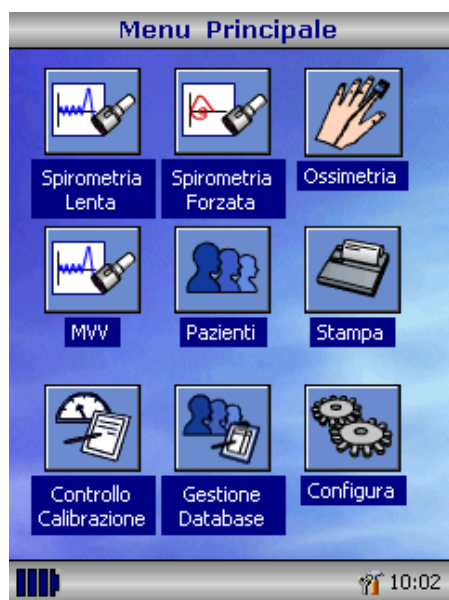 Menu Principale
Spirometria
Lenta
Spirometria
Forzata
Ossimetria
MVV
Pazienti
Stampa
Controllo
Calibrazione
Gestione
Database
Configura
10:02